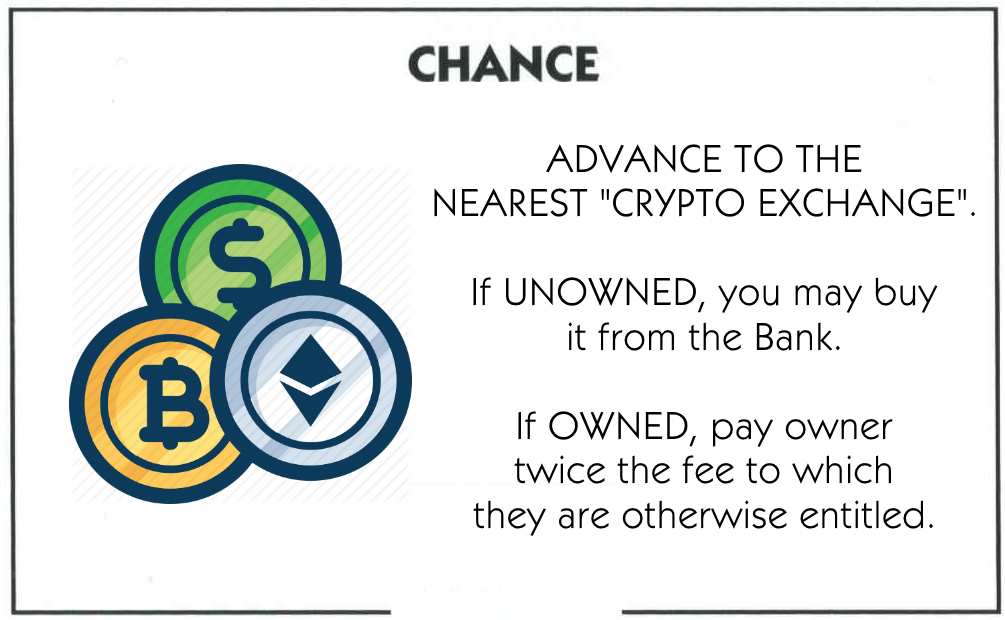 CHANCE
ADVANCE TO THE
NEAREST "CRYPTO EXCHANGE".
If UNOWNED, you may buy
it from the Bank.
If OWNED, pay owner
twice the fee to which
they are otherwise entitled.